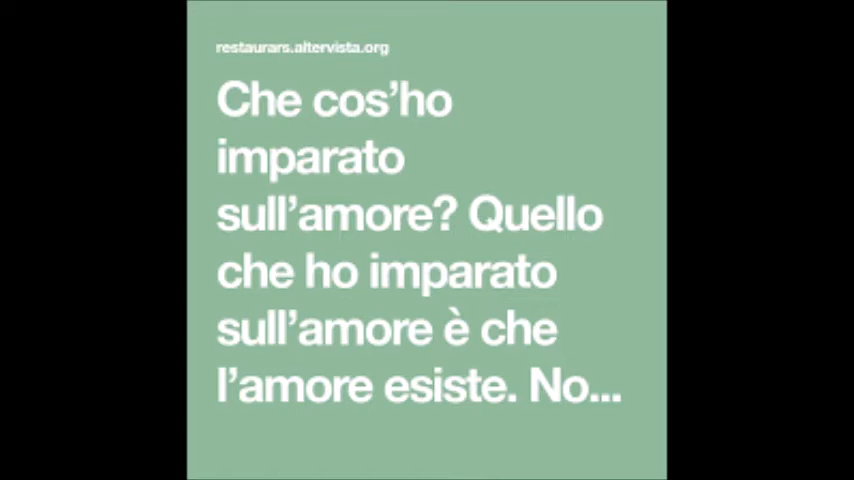 restaurars.altervista.org
Che cos’ho
imparato
sull’amore? Quello
che ho imparato
sull’amore è che
l’amore esiste. No...